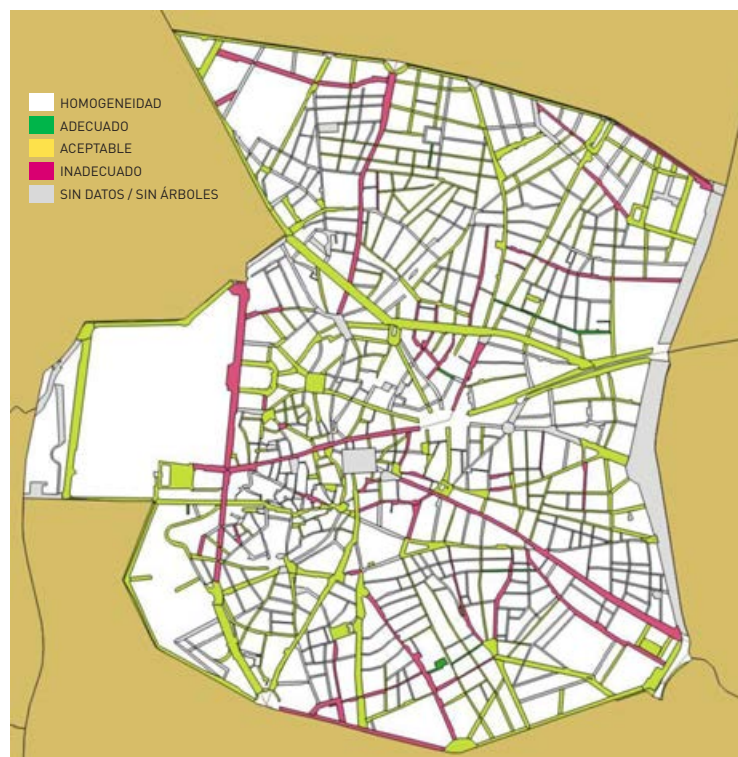 HOMOGENEIDAD
ADECUADO
ACEPTABLE
INADECUADO
SIN DATOS / SIN ÁRBOLES